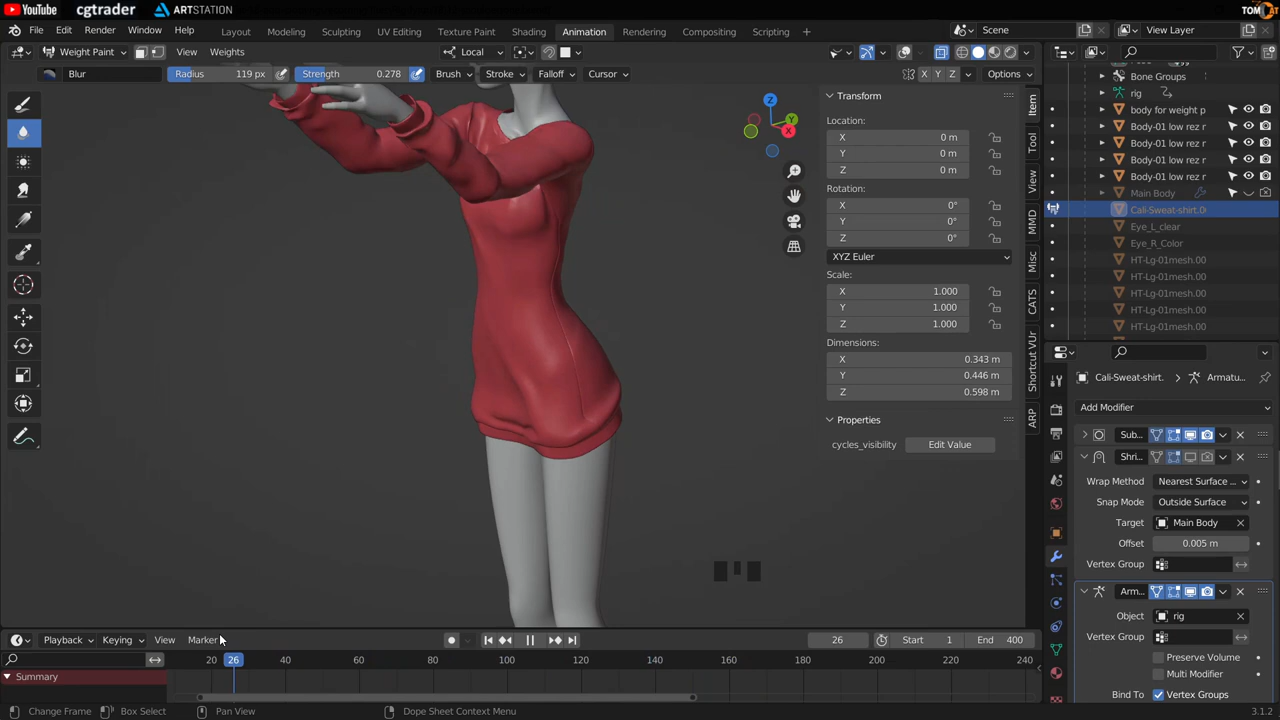 YouTube cgtrader ARTSTATION TOM CAT
File Edit Render Window Help Layout Modeling Sculpting UV Editing Texture Paint Shading Animation Rendering Compositing Scripting Scene View Layer
Weight Paint View Weights Local
Blur Radius 119 px Strength 0.278 Brush Stroke Falloff Cursor X Y Z Options
Bone Groups
rig
body for weight p
Body-01 low rez r
Body-01 low rez r
Body-01 low rez r
Body-01 low rez r
Main Body
Cali-Sweat-shirt.0
Eye_L_clear
Eye_R_Color
HT-Lg-01mesh.00
HT-Lg-01mesh.00
HT-Lg-01mesh.00
HT-Lg-01mesh.00
HT-Lg-01mesh.00
Z
Y
X
Transform
Location:
X 0 m
Y 0 m
Z 0 m
Rotation:
X 0°
Y 0°
Z 0°
XYZ Euler
Scale:
X 1.000
Y 1.000
Z 1.000
Dimensions:
X 0.343 m
Y 0.446 m
Z 0.598 m
Properties
cycles_visibility Edit Value
Item
Tool
View
MMD
Misc
CATS
Shortcut VUr
ARP
Cali-Sweat-shirt. > Armatu...
Add Modifier
Sub...
Shri...
Wrap Method Nearest Surface ...
Snap Mode Outside Surface
Target Main Body
Offset 0.005 m
Vertex Group
Arm...
Object rig
Vertex Group
Preserve Volume
Multi Modifier
Bind To Vertex Groups
Playback Keying View Marker 26 Start 1 End 400
20 26 40 60 80 100 120 140 160 180 200 220 240
Summary
Change Frame Box Select Pan View Dope Sheet Context Menu 3.1.2